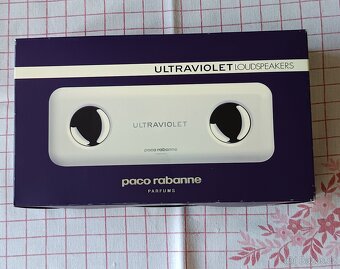 ULTRAVIOLET LOUDSPEAKERS
ULTRAVIOLET
paco rabanne
paco rabanne
PARFUMS